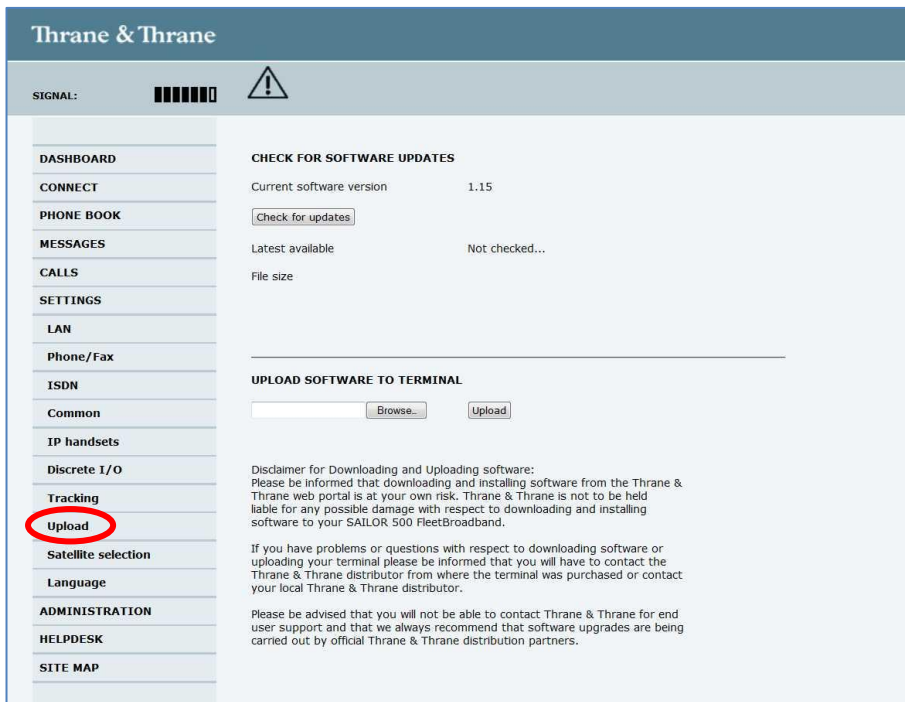 Thrane & Thrane
SIGNAL:
DASHBOARD
CONNECT
PHONE BOOK
MESSAGES
CALLS
SETTINGS
LAN
Phone/Fax
ISDN
Common
IP handsets
Discrete I/O
Tracking
Upload
Satellite selection
Language
ADMINISTRATION
HELPDESK
SITE MAP
CHECK FOR SOFTWARE UPDATES
Current software version 1.15
Check for updates
Latest available Not checked...
File size
UPLOAD SOFTWARE TO TERMINAL
Browse... Upload
Disclaimer for Downloading and Uploading software:
Please be informed that downloading and installing software from the Thrane &
Thrane web portal is at your own risk. Thrane & Thrane is not to be held
liable for any possible damage with respect to downloading and installing
software to your SAILOR 500 FleetBroadband.
If you have problems or questions with respect to downloading software or
uploading your terminal please be informed that you will have to contact the
Thrane & Thrane distributor from where the terminal was purchased or contact
your local Thrane & Thrane distributor.
Please be advised that you will not be able to contact Thrane & Thrane for end
user support and that we always recommend that software upgrades are being
carried out by official Thrane & Thrane distribution partners.